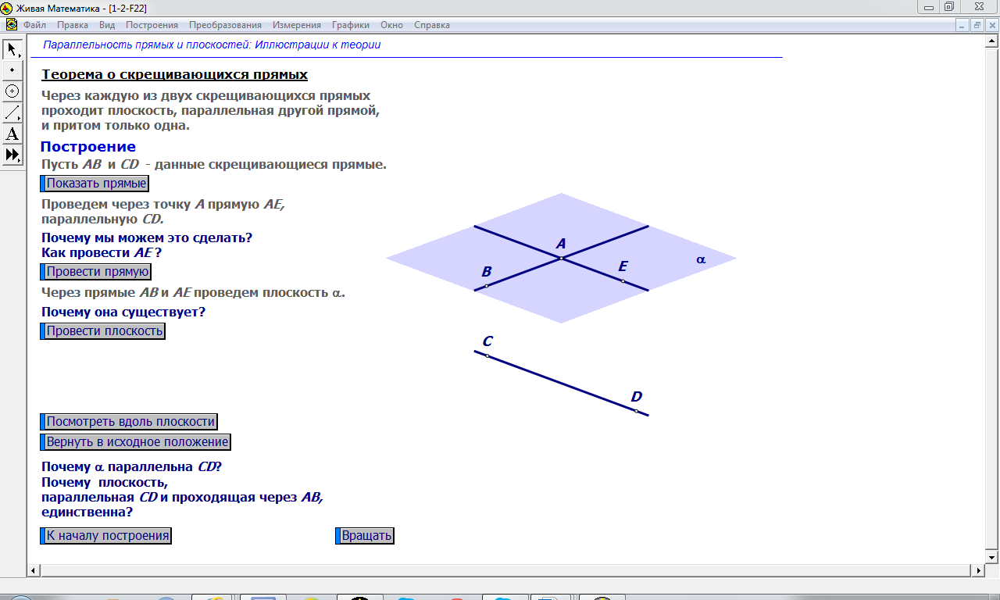 Живая Математика - [1-2-F22]
Файл Правка Вид Построения Преобразования Измерения Графики Окно Справка
Параллельность прямых и плоскостей: Иллюстрации к теории
Теорема о скрещивающихся прямых
Через каждую из двух скрещивающихся прямых
проходит плоскость, параллельная другой прямой,
и притом только одна.
Построение
Пусть AB и CD - данные скрещивающиеся прямые.
Показать прямые
Проведем через точку A прямую AE,
параллельную CD.
Почему мы можем это сделать?
Как провести AE ?
Провести прямую
Через прямые AB и AE проведем плоскость α.
Почему она существует?
Провести плоскость
A
B
E
α
C
D
Посмотреть вдоль плоскости
Вернуть в исходное положение
Почему α параллельна CD?
Почему плоскость,
параллельная CD и проходящая через AB,
единственна?
К началу построения
Вращать
A